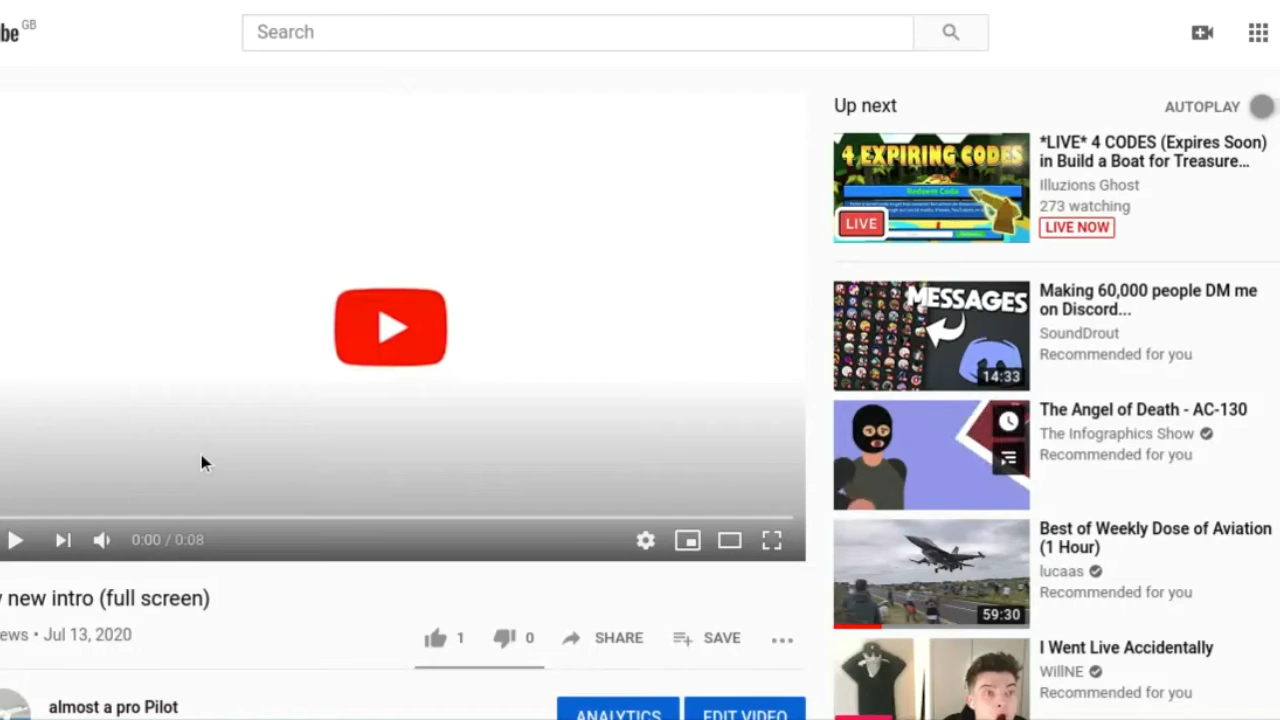 be GB
Search
Up next
AUTOPLAY
4 EXPIRING CODES
Redeem Code
LIVE
*LIVE* 4 CODES (Expires Soon)
in Build a Boat for Treasure...
Illuzions Ghost
273 watching
LIVE NOW
MESSAGES
14:33
Making 60,000 people DM me
on Discord...
SoundDrout
Recommended for you
The Angel of Death - AC-130
The Infographics Show
Recommended for you
59:30
Best of Weekly Dose of Aviation
(1 Hour)
lucaas
Recommended for you
I Went Live Accidentally
WillNE
Recommended for you
0:00 / 0:08
new intro (full screen)
ews • Jul 13, 2020
1
0
SHARE
SAVE
almost a pro Pilot
ANALYTICS
EDIT VIDEO